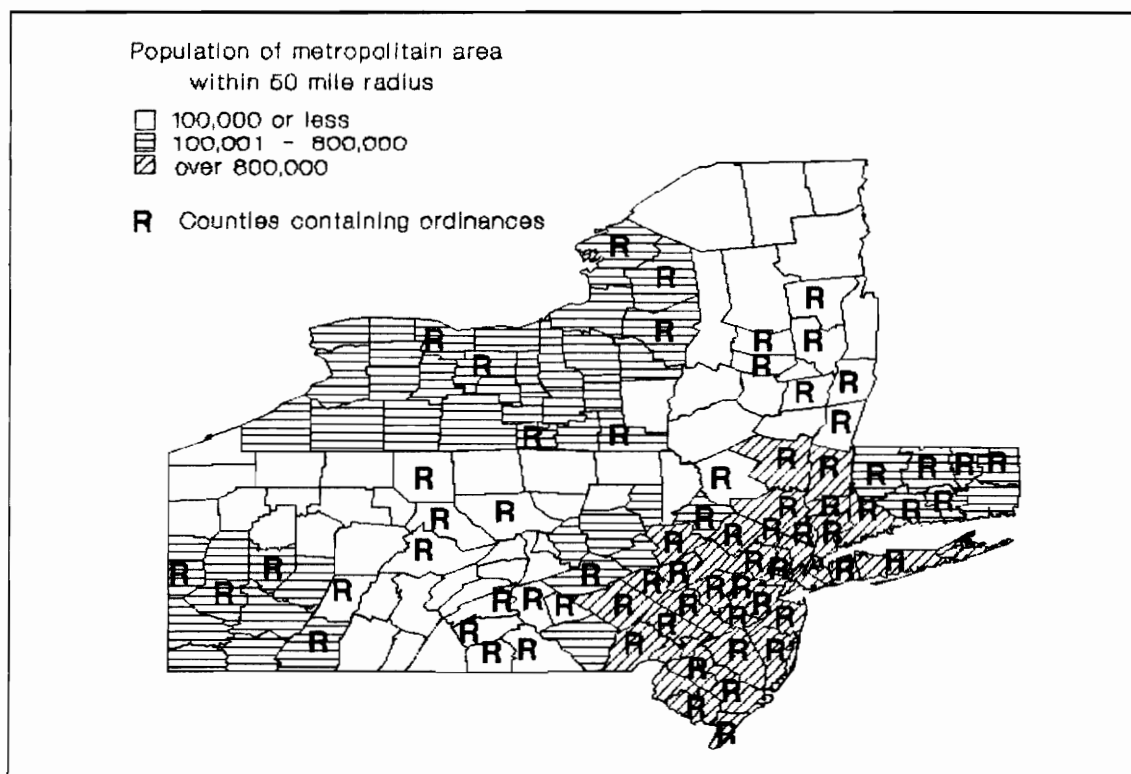 Population of metropolitain area
within 50 mile radius
100,000 or less
100,001 - 800,000
over 800,000
R Counties containing ordinances